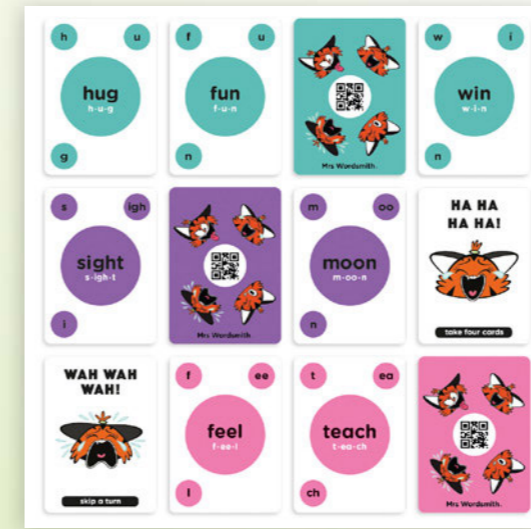 h u
hug
h-u-g
g
f u
fun
f-u-n
n
Mrs Wordsmith.
w i
win
w-i-n
n
s igh
sight
s-igh-t
i
Mrs Wordsmith.
m oo
moon
m-oo-n
n
HA HA
HA HA!
take four cards
WAH WAH
WAH!
skip a turn
f ee
feel
f-ee-l
l
t ea
teach
t-ea-ch
ch
Mrs Wordsmith.